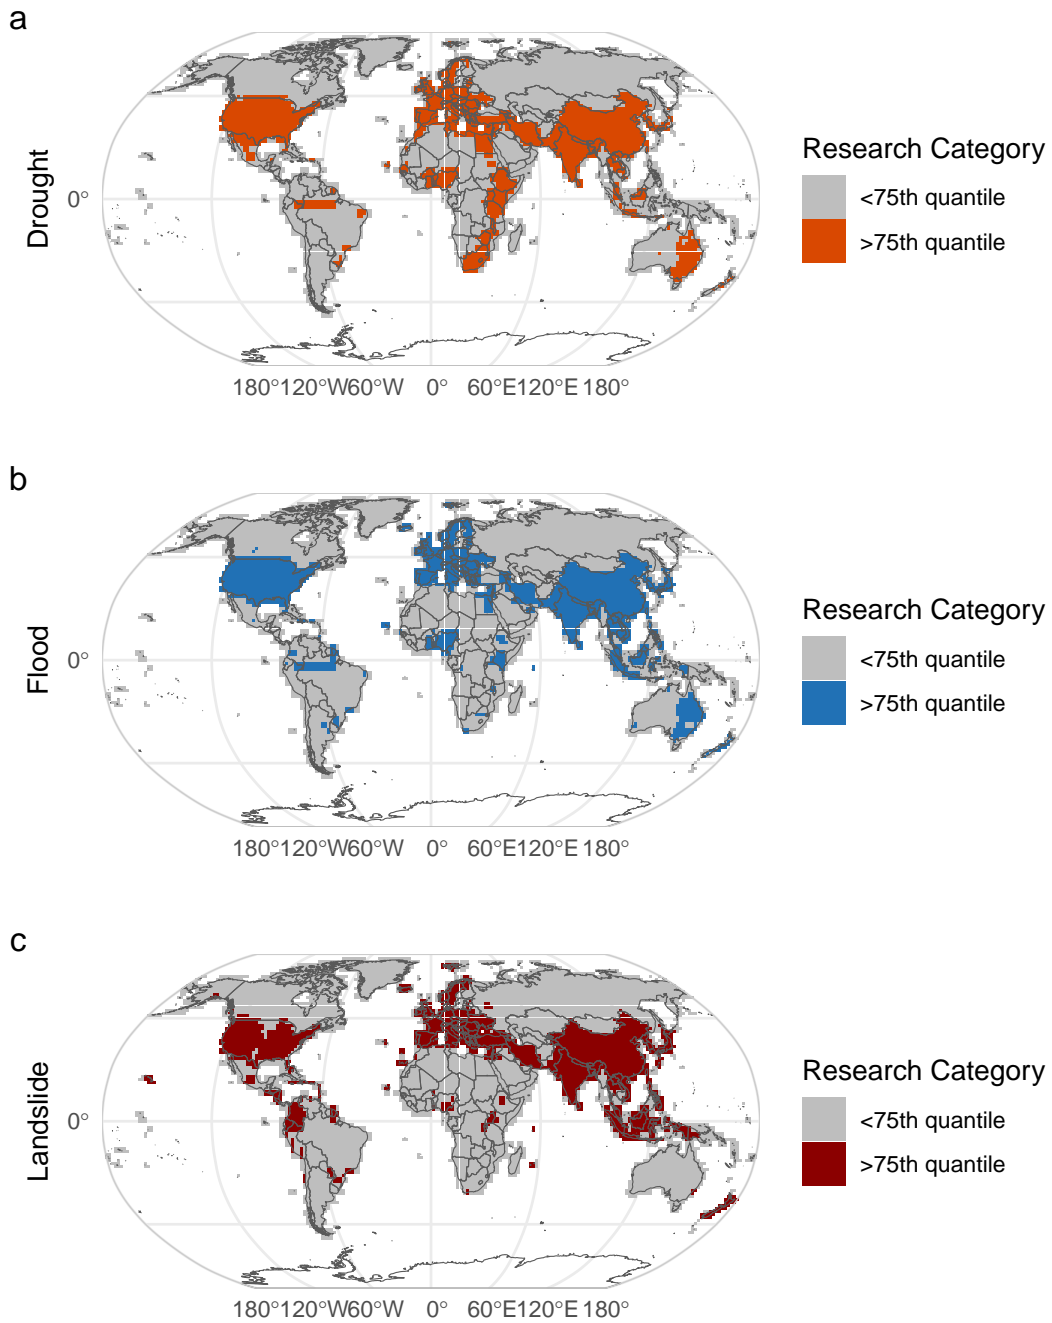 a
Drought
0°
180°120°W60°W 0° 60°E120°E 180°
Research Category
<75th quantile
>75th quantile
b
Flood
0°
180°120°W60°W 0° 60°E120°E 180°
Research Category
<75th quantile
>75th quantile
c
Landslide
0°
180°120°W60°W 0° 60°E120°E 180°
Research Category
<75th quantile
>75th quantile